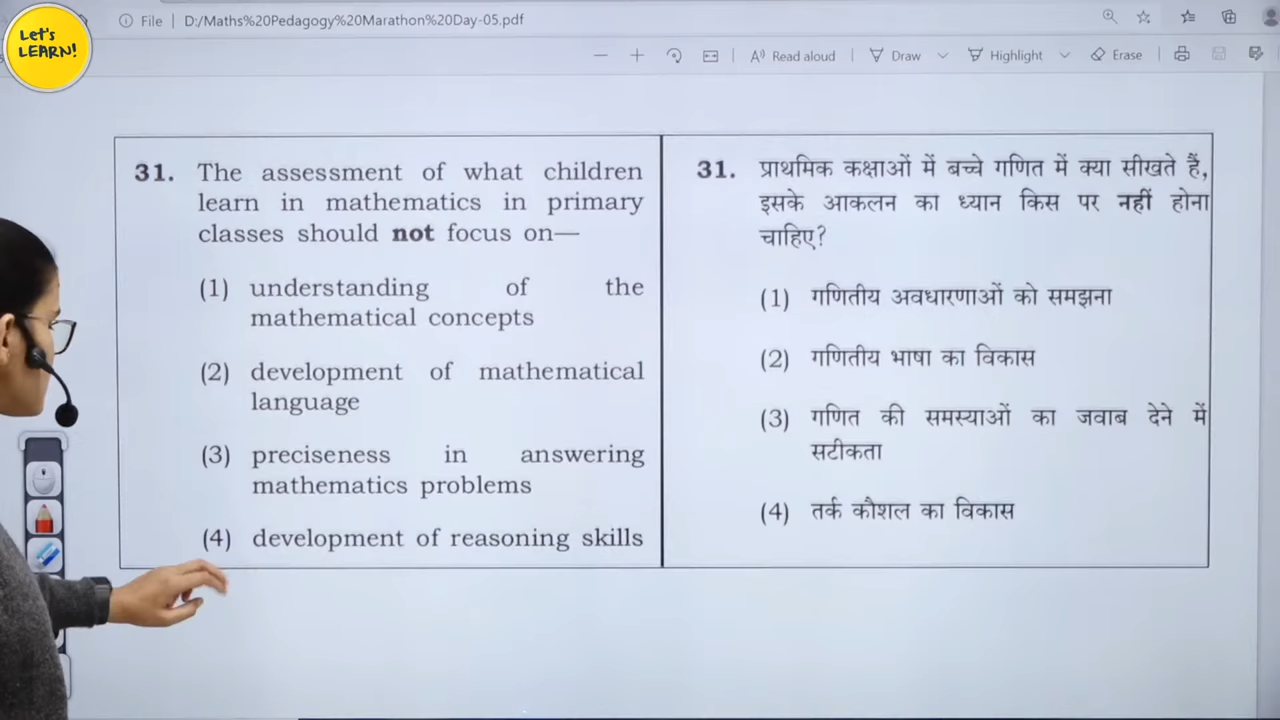 Let's
LEARN!
File | D:/Maths%20Pedagogy%20Marathon%20Day-05.pdf
Read aloud
Draw
Highlight
Erase
31. The assessment of what children
learn in mathematics in primary
classes should not focus on—
(1) understanding of the
mathematical concepts
(2) development of mathematical
language
(3) preciseness in answering
mathematics problems
(4) development of reasoning skills
31. प्राथमिक कक्षाओं में बच्चे गणित में क्या सीखते हैं,
इसके आकलन का ध्यान किस पर नहीं होना
चाहिए?
(1) गणितीय अवधारणाओं को समझना
(2) गणितीय भाषा का विकास
(3) गणित की समस्याओं का जवाब देने में
सटीकता
(4) तर्क कौशल का विकास